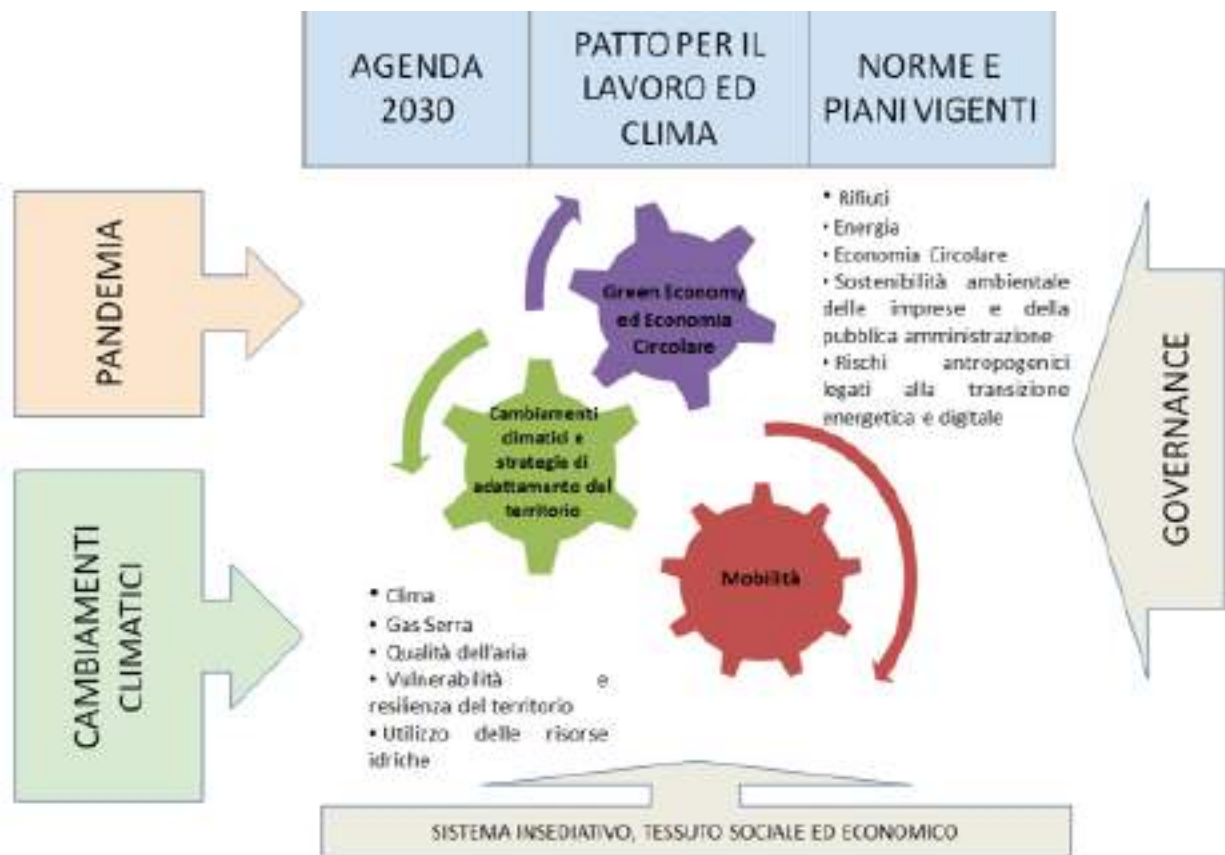 AGENDA
2030
PATTO PER IL
LAVORO ED
CLIMA
NORME E
PIANI VIGENTI
PANDEMIA
CAMBIAMENTI
CLIMATICI
Green Economy
ed Economia
Circolare
Cambiamenti
climatici e
strategie di
adattamento del
territorio
Mobilità
• Rifiuti
• Energia
• Economia Circolare
• Sostenibilità ambientale
delle imprese e della
pubblica amministrazione
• Rischi antropogenici
legati alla transizione
energetica e digitale
• Clima
• Gas Serra
• Qualità dell'aria
• Vulnerabilità e
resilienza del territorio
• Utilizzo delle risorse
idriche
GOVERNANCE
SISTEMA INSEDIATIVO, TESSUTO SOCIALE ED ECONOMICO